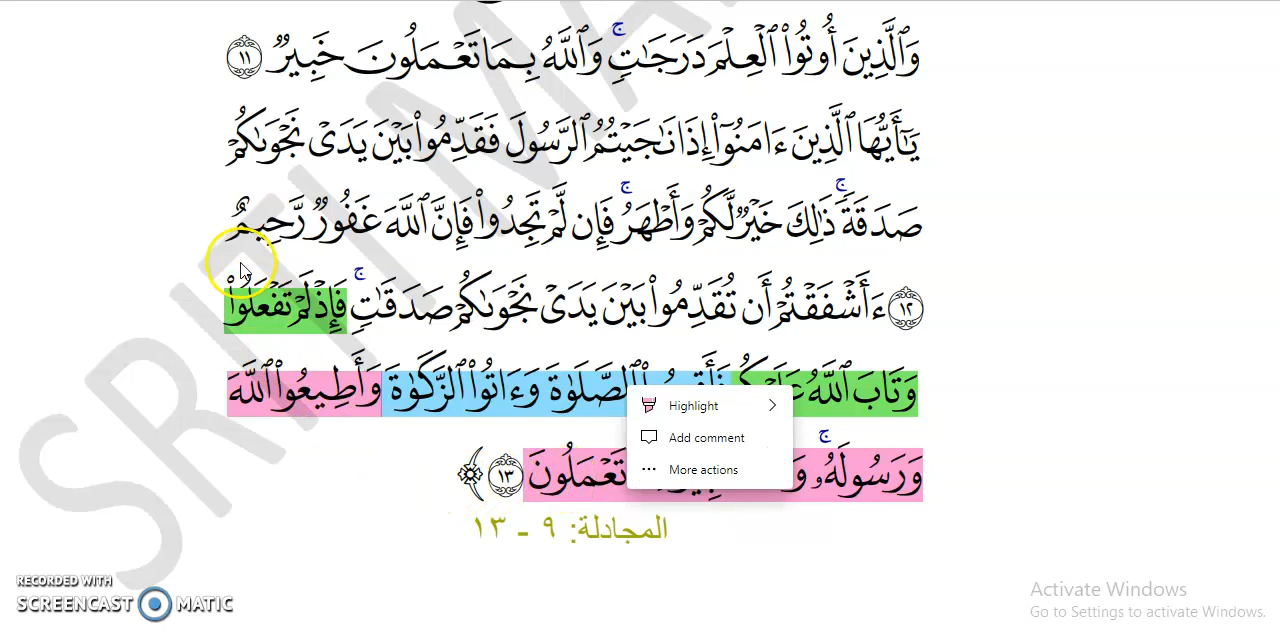 وَٱلَّذِينَ أُوتُوا۟ ٱلْعِلْمَ دَرَجَـٰتٍۢ ۚ وَٱللَّهُ بِمَا تَعْمَلُونَ خَبِيرٌۭ ١١
يَـٰٓأَيُّهَا ٱلَّذِينَ ءَامَنُوٓا۟ إِذَا نَـٰجَيْتُمُ ٱلرَّسُولَ فَقَدِّمُوا۟ بَيْنَ يَدَىْ نَجْوَىٰكُمْ
صَدَقَةًۭ ۚ ذَٰلِكَ خَيْرٌۭ لَّكُمْ وَأَطْهَرُ ۚ فَإِن لَّمْ تَجِدُوا۟ فَإِنَّ ٱللَّهَ غَفُورٌۭ رَّحِيمٌ
١٢ ءَأَشْفَقْتُمْ أَن تُقَدِّمُوا۟ بَيْنَ يَدَىْ نَجْوَىٰكُمْ صَدَقَـٰتٍۢ ۚ فَإِذْ لَمْ تَفْعَلُوا۟
وَتَابَ ٱللَّهُ ٱلصَّلَوٰةَ وَءَاتُوا۟ ٱلزَّكَوٰةَ وَأَطِيعُوا۟ ٱللَّهَ
وَرَسُولَهُۥ ۚ تَعْمَلُونَ ١٣
المجادلة: ٩ - ١٣
Highlight
Add comment
More actions
RECORDED WITH
SCREENCAST MATIC
Activate Windows
Go to Settings to activate Windows.